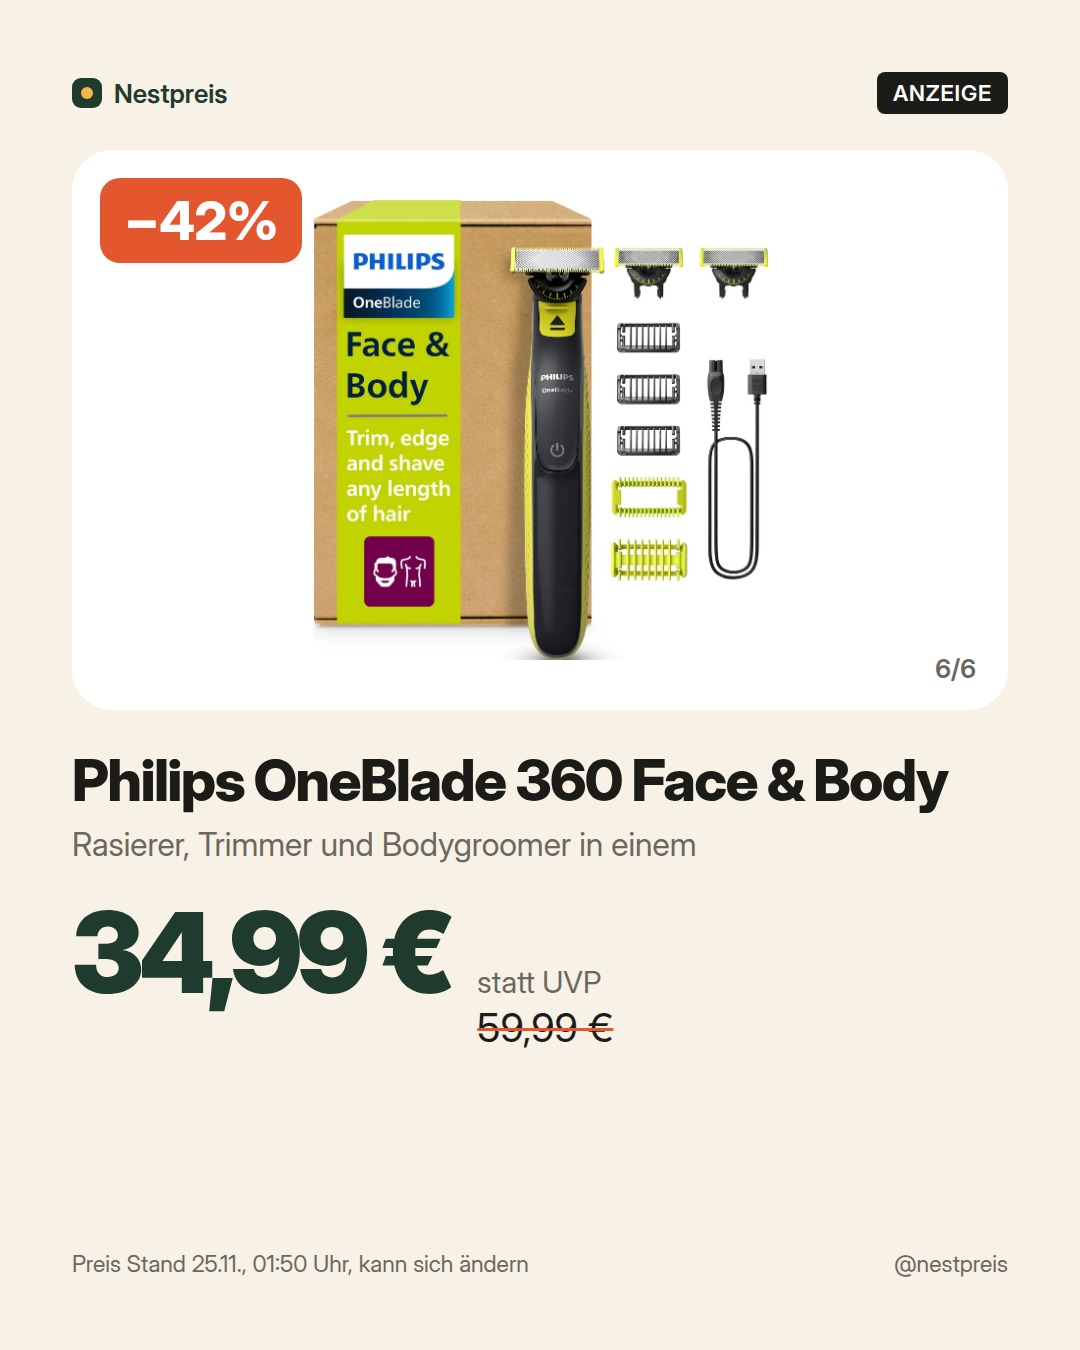 Nestpreis
ANZEIGE
–42%
PHILIPS
OneBlade
Face &
Body
Trim, edge
and shave
any length
of hair
PHILIPS
OneBlade
6/6
Philips OneBlade 360 Face & Body
Rasierer, Trimmer und Bodygroomer in einem
34,99 €
statt UVP
59,99 €
Preis Stand 25.11., 01:50 Uhr, kann sich ändern
@nestpreis